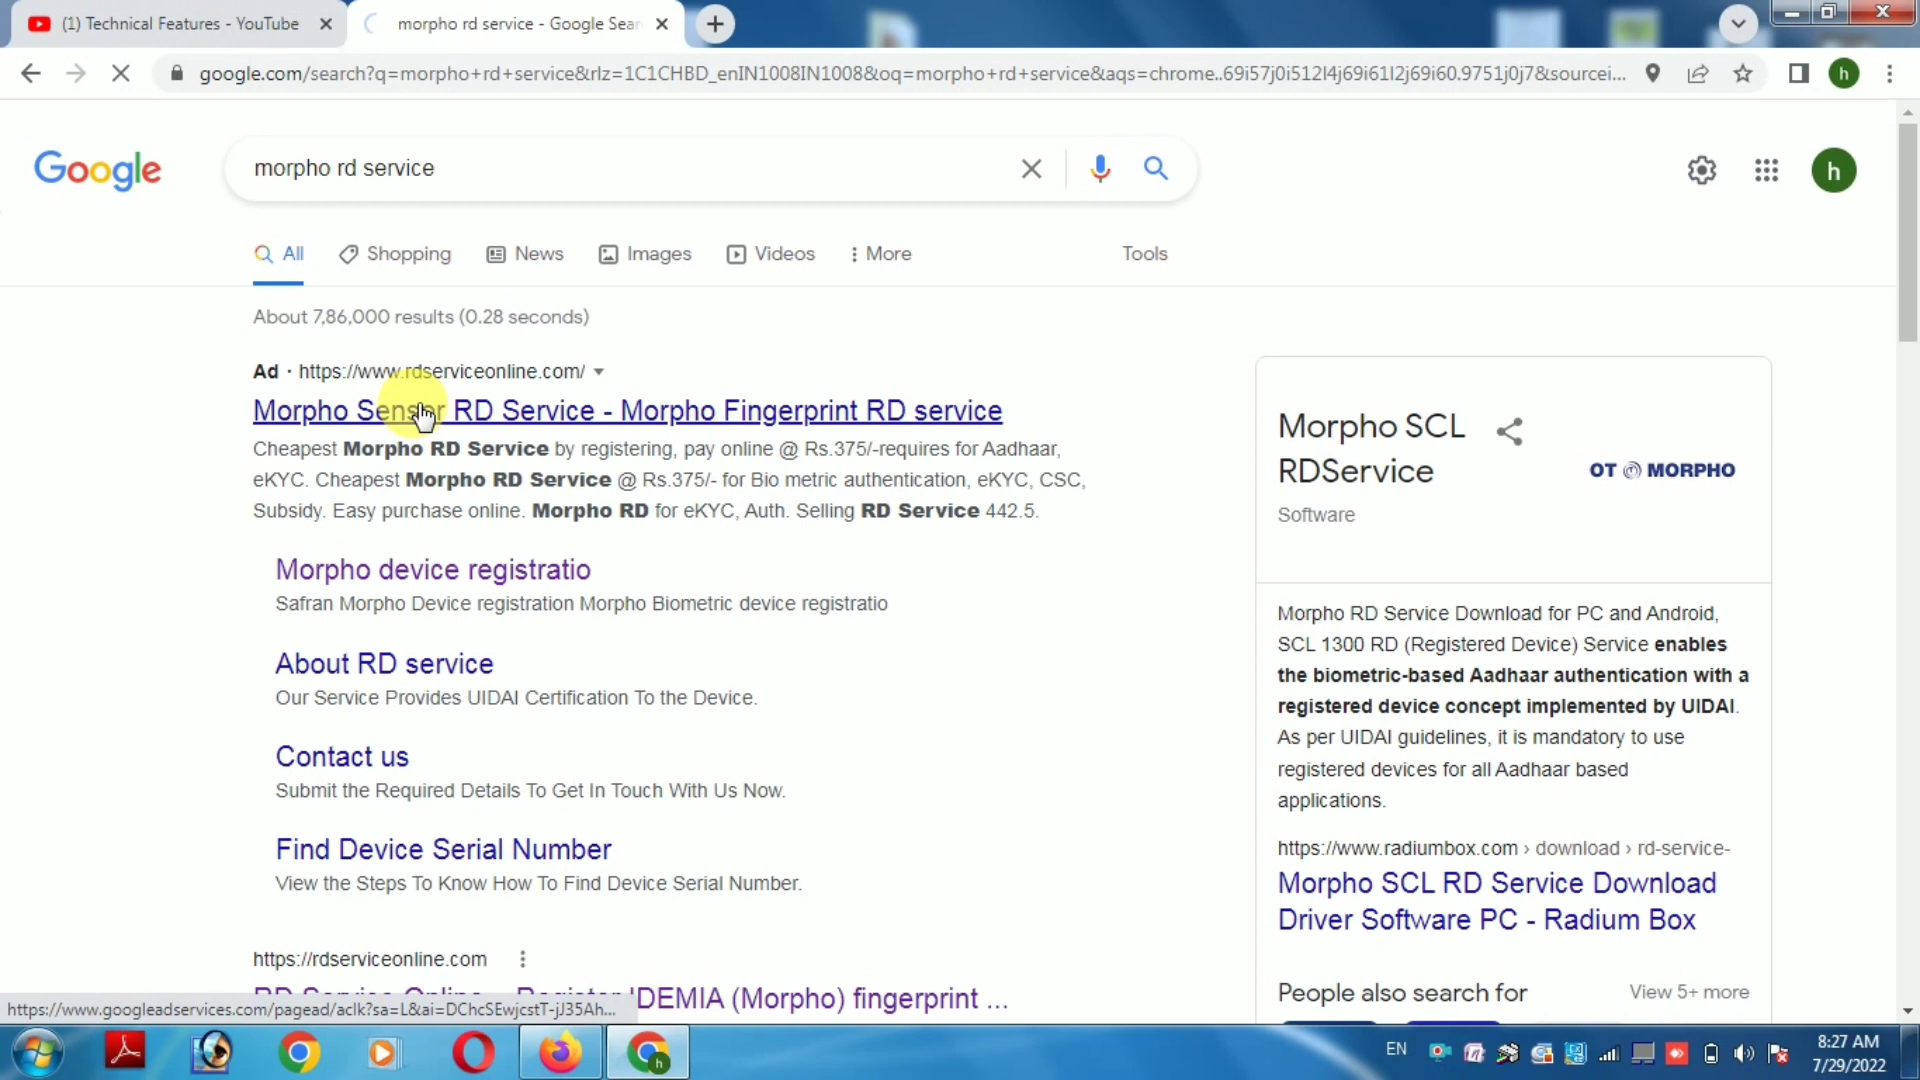 (1) Technical Features - YouTube
morpho rd service - Google Sear
google.com/search?q=morpho+rd+service&rlz=1C1CHBD_enIN1008IN1008&oq=morpho+rd+service&aqs=chrome..69i57j0i512l4j69i61l2j69i60.9751j0j7&sourcei...
h
Google
morpho rd service
h
All
Shopping
News
Images
Videos
More
Tools
About 7,86,000 results (0.28 seconds)
Ad · https://www.rdserviceonline.com/
Morpho Sensor RD Service - Morpho Fingerprint RD service
Cheapest Morpho RD Service by registering, pay online @ Rs.375/-requires for Aadhaar,
eKYC. Cheapest Morpho RD Service @ Rs.375/- for Bio metric authentication, eKYC, CSC,
Subsidy. Easy purchase online. Morpho RD for eKYC, Auth. Selling RD Service 442.5.
Morpho device registratio
Safran Morpho Device registration Morpho Biometric device registratio
About RD service
Our Service Provides UIDAI Certification To the Device.
Contact us
Submit the Required Details To Get In Touch With Us Now.
Find Device Serial Number
View the Steps To Know How To Find Device Serial Number.
https://rdserviceonline.com
RD Service Online - Register IDEMIA (Morpho) fingerprint ...
Morpho SCL
RDService
OT MORPHO
Software
Morpho RD Service Download for PC and Android,
SCL 1300 RD (Registered Device) Service enables
the biometric-based Aadhaar authentication with a
registered device concept implemented by UIDAI.
As per UIDAI guidelines, it is mandatory to use
registered devices for all Aadhaar based
applications.
https://www.radiumbox.com › download › rd-service-
Morpho SCL RD Service Download
Driver Software PC - Radium Box
People also search for
View 5+ more
https://www.googleadservices.com/pagead/aclk?sa=L&ai=DChcSEwjcstT-jJ35Ah...
h
EN
8:27 AM
7/29/2022